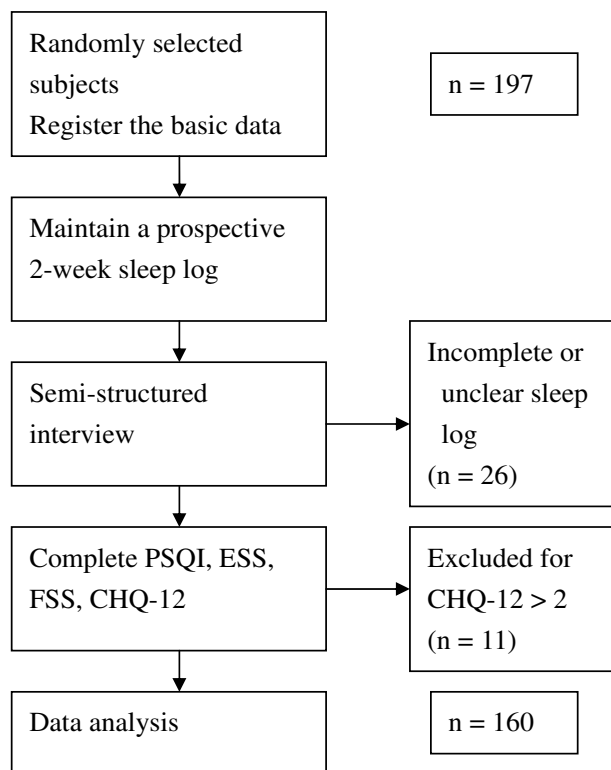 Randomly selected
subjects
Register the basic data
n = 197
Maintain a prospective
2-week sleep log
Semi-structured
interview
Incomplete or
unclear sleep
log
(n = 26)
Complete PSQI, ESS,
FSS, CHQ-12
Excluded for
CHQ-12 > 2
(n = 11)
Data analysis
n = 160